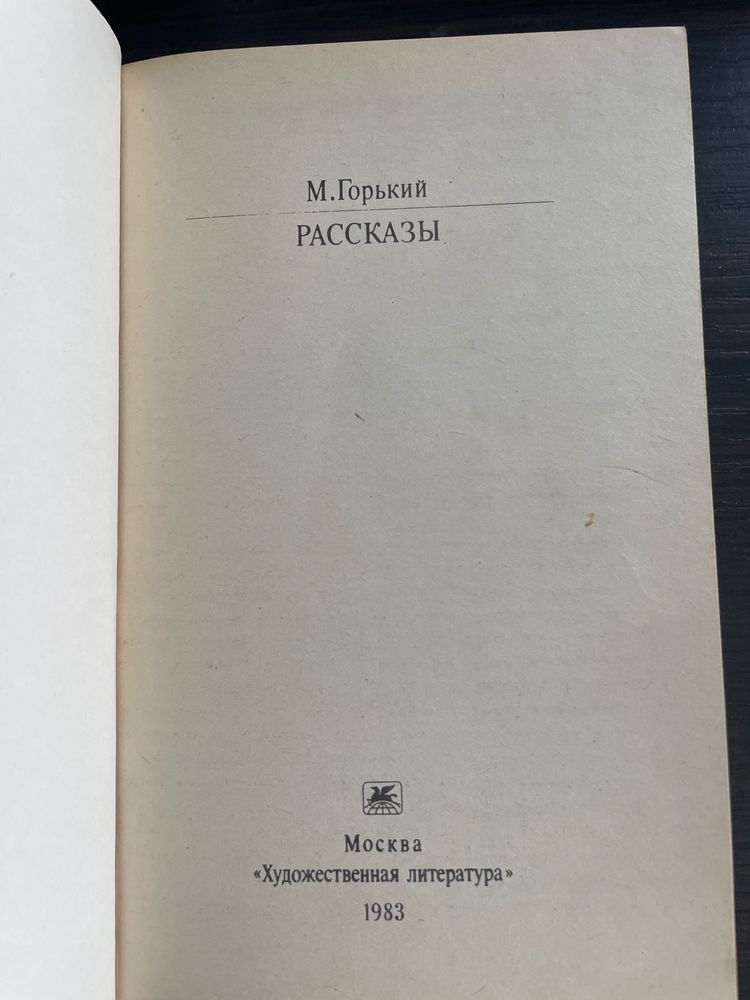 М.Горький
РАССКАЗЫ
Москва
«Художественная литература»
1983